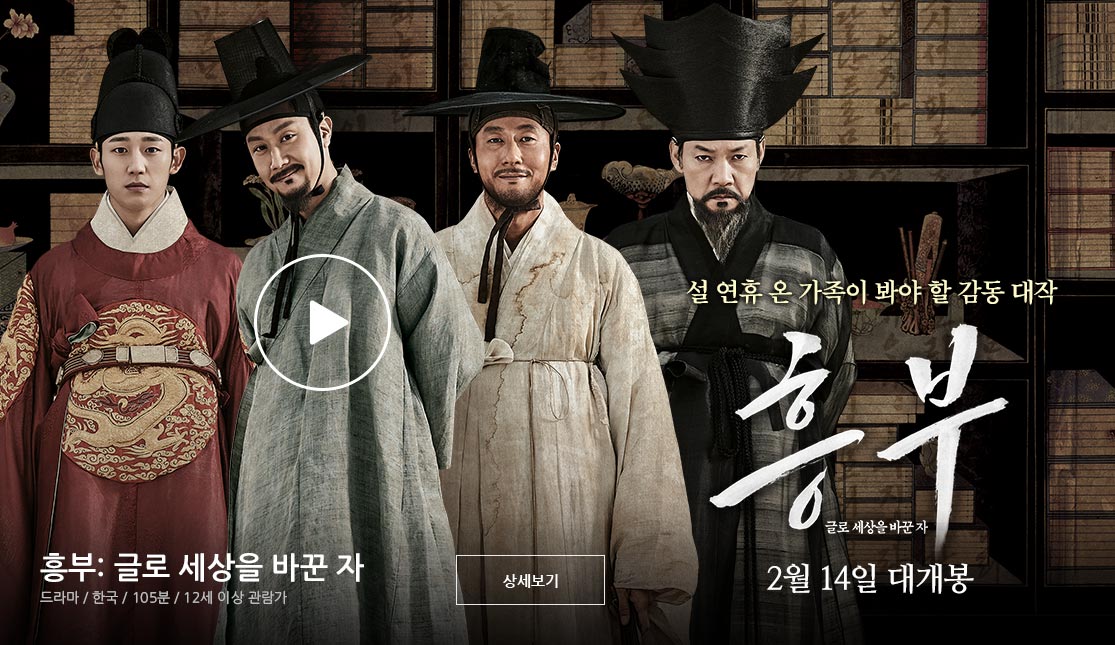 설 연휴 온 가족이 봐야 할 감동 대작
흥부
글로 세상을 바꾼 자
2월 14일 대개봉
흥부: 글로 세상을 바꾼 자
드라마 / 한국 / 105분 / 12세 이상 관람가
상세보기